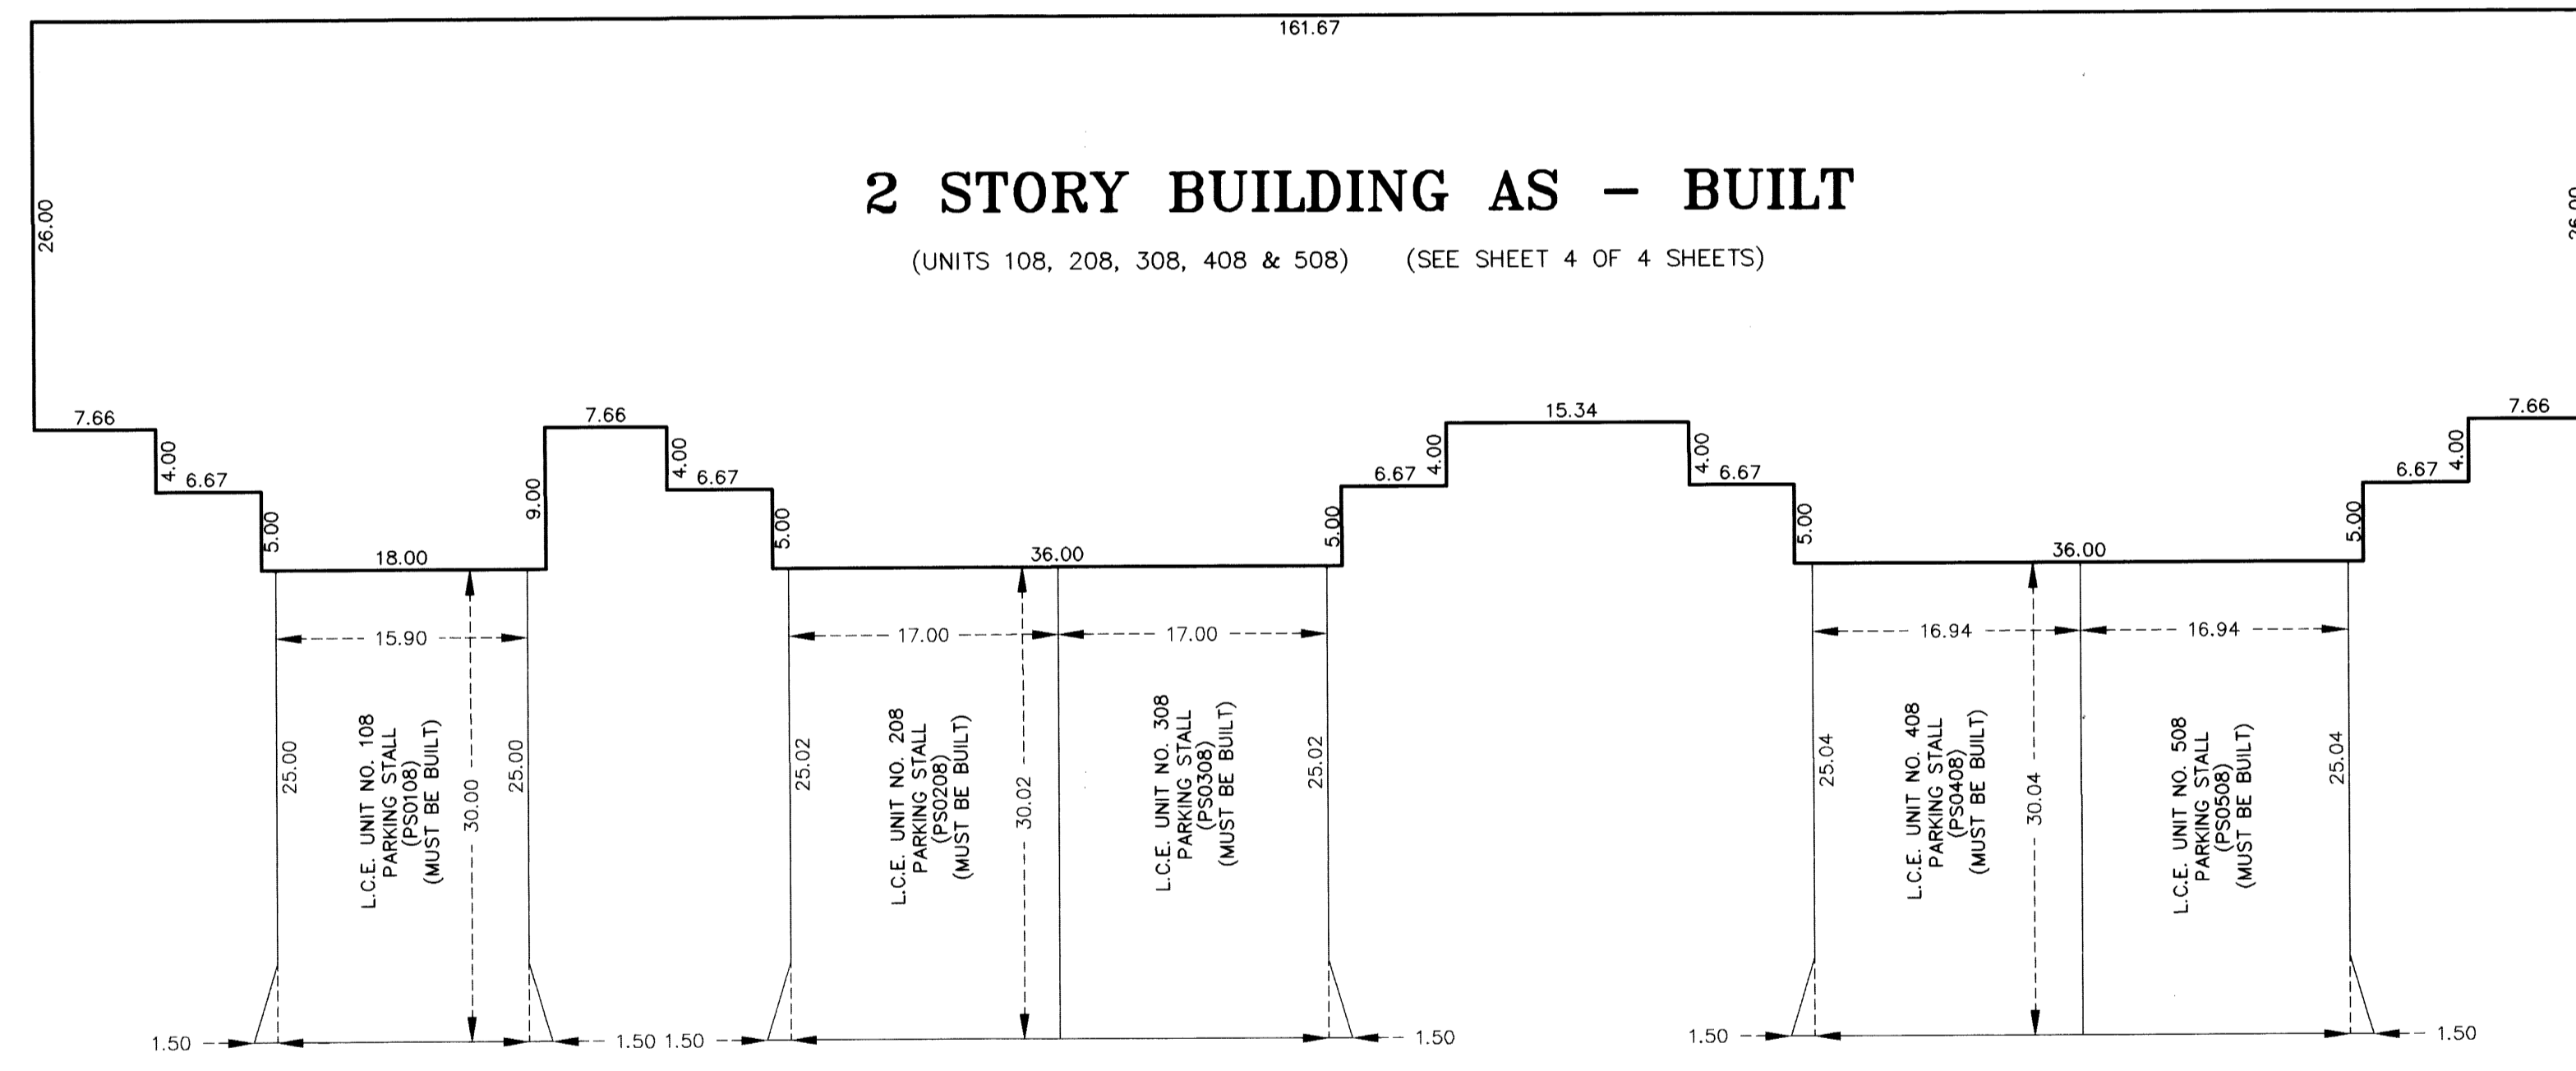 161.67
26.00
2 STORY BUILDING AS – BUILT
26.00
(UNITS 108, 208, 308, 408 & 508) (SEE SHEET 4 OF 4 SHEETS)
7.66
7.66
15.34
7.66
4.00
4.00
4.00
4.00
4.00
6.67
6.67
6.67
6.67
6.67
9.00
5.00
5.00
5.00
5.00
5.00
18.00
36.00
36.00
15.90
17.00
17.00
16.94
16.94
25.00
L.C.E. UNIT NO. 108
PARKING STALL
(PS0108)
(MUST BE BUILT)
30.00
25.00
25.02
L.C.E. UNIT NO. 208
PARKING STALL
(PS0208)
(MUST BE BUILT)
30.02
L.C.E. UNIT NO. 308
PARKING STALL
(PS0308)
(MUST BE BUILT)
25.02
25.04
L.C.E. UNIT NO. 408
PARKING STALL
(PS0408)
(MUST BE BUILT)
30.04
L.C.E. UNIT NO. 508
PARKING STALL
(PS0508)
(MUST BE BUILT)
25.04
1.50
1.50
1.50
1.50
1.50
1.50